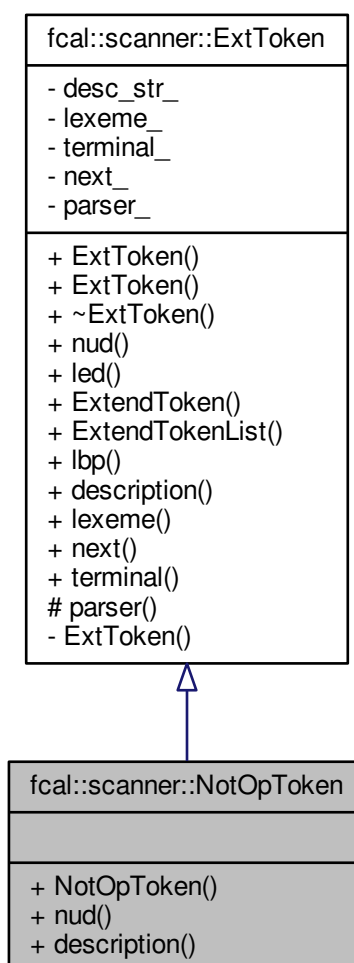 fcal::scanner::ExtToken
- desc_str_
- lexeme_
- terminal_
- next_
- parser_
+ ExtToken()
+ ExtToken()
+ ~ExtToken()
+ nud()
+ led()
+ ExtendToken()
+ ExtendTokenList()
+ lbp()
+ description()
+ lexeme()
+ next()
+ terminal()
# parser()
- ExtToken()
fcal::scanner::NotOpToken
+ NotOpToken()
+ nud()
+ description()